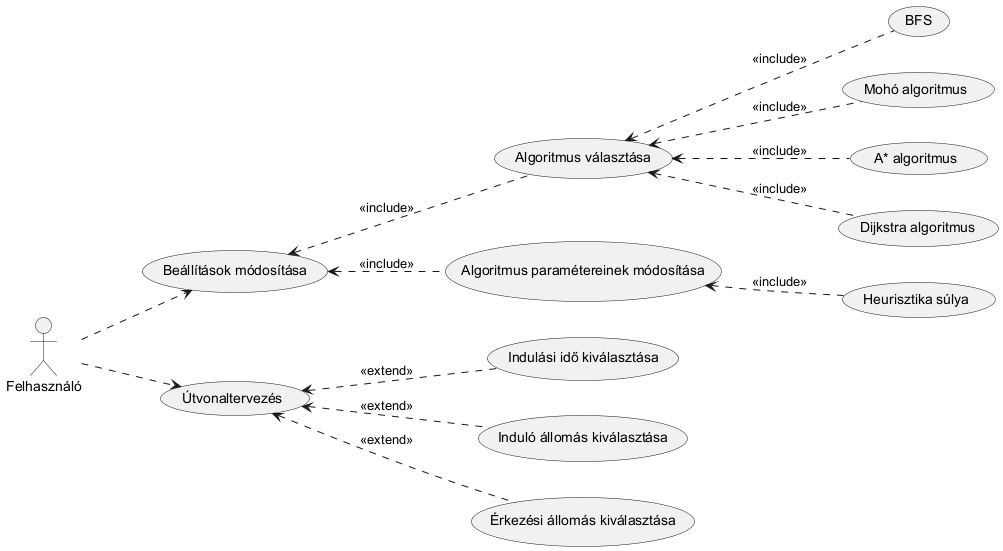 BFS
«include»
Mohó algoritmus
«include»
Algoritmus választása
«include»
A* algoritmus
«include»
Dijkstra algoritmus
«include»
Beállítások módosítása
«include»
Algoritmus paramétereinek módosítása
«include»
Heurisztika súlya
Felhasználó
Útvonaltervezés
«extend»
Indulási idő kiválasztása
«extend»
Induló állomás kiválasztása
«extend»
Érkezési állomás kiválasztása